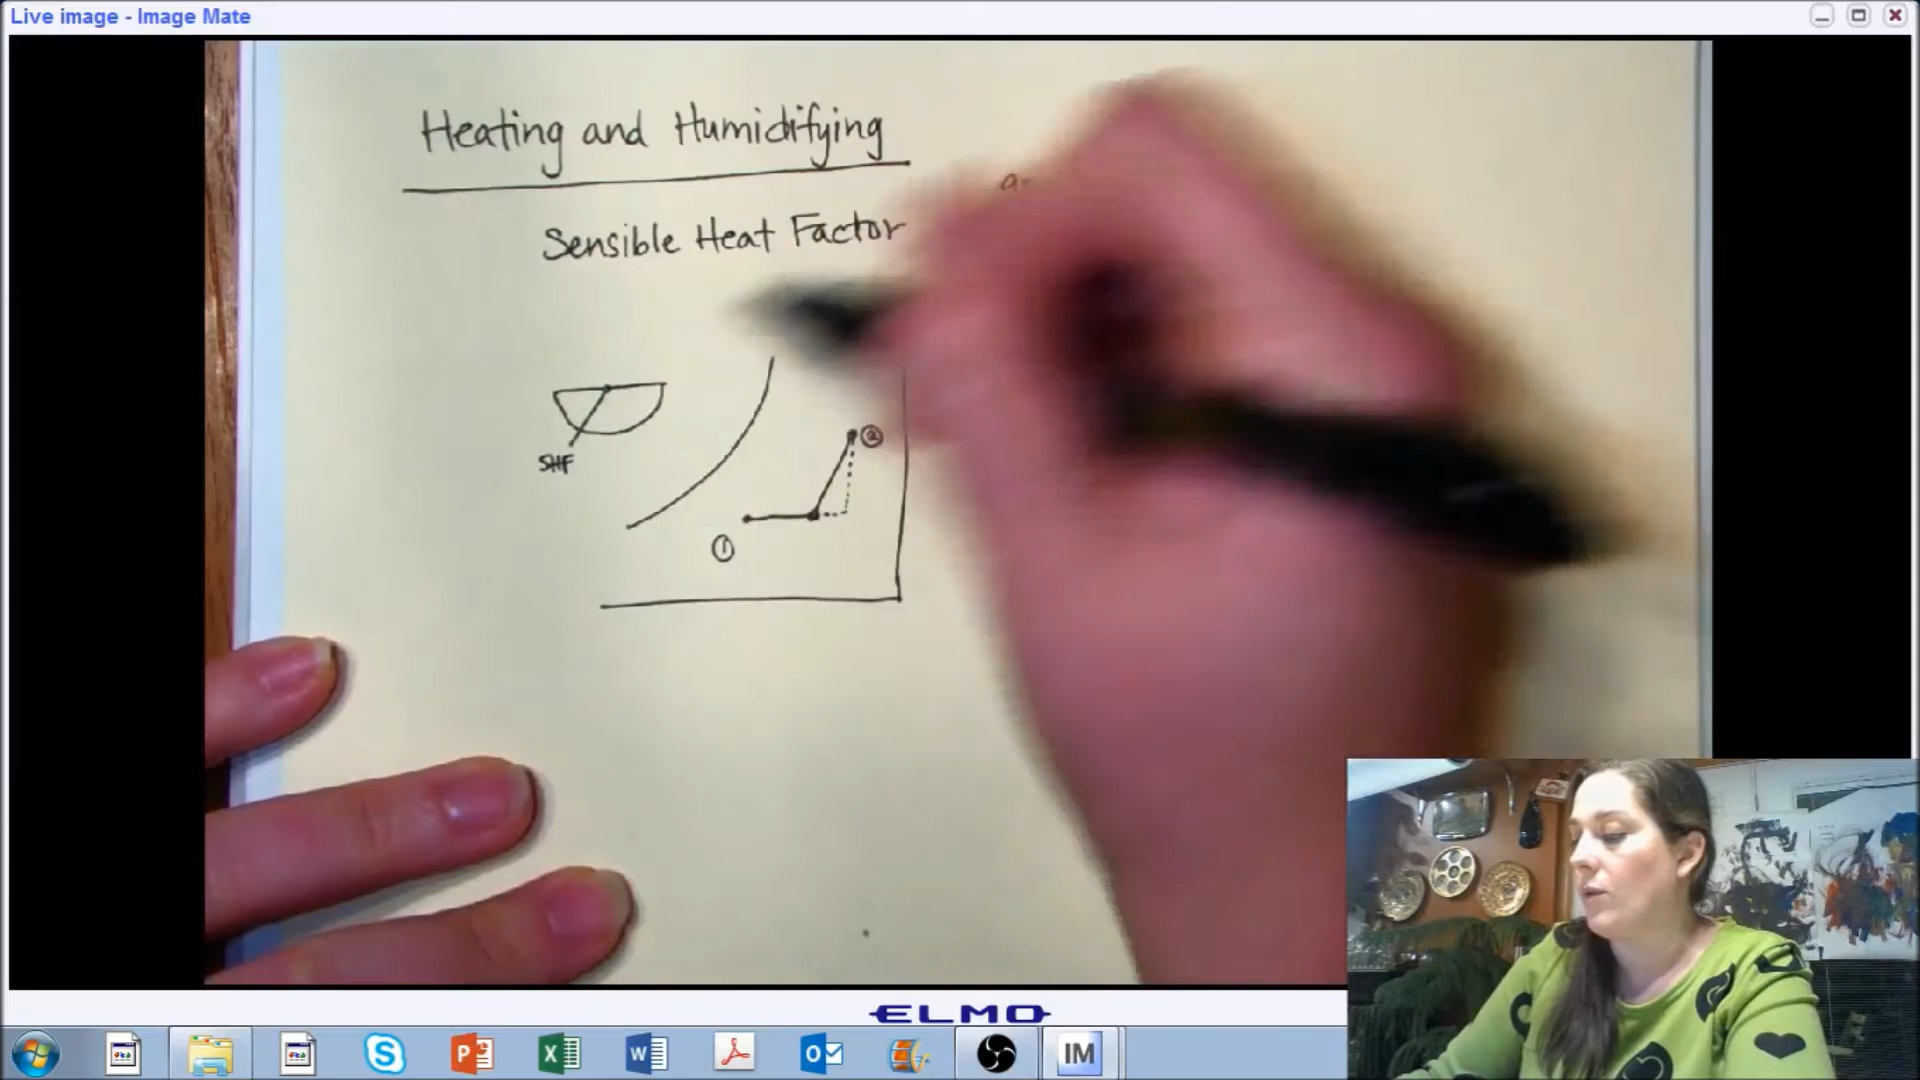 Live image - Image Mate
Heating and Humidifying
Sensible Heat Factor
SHF
②
①
ELMO
IM